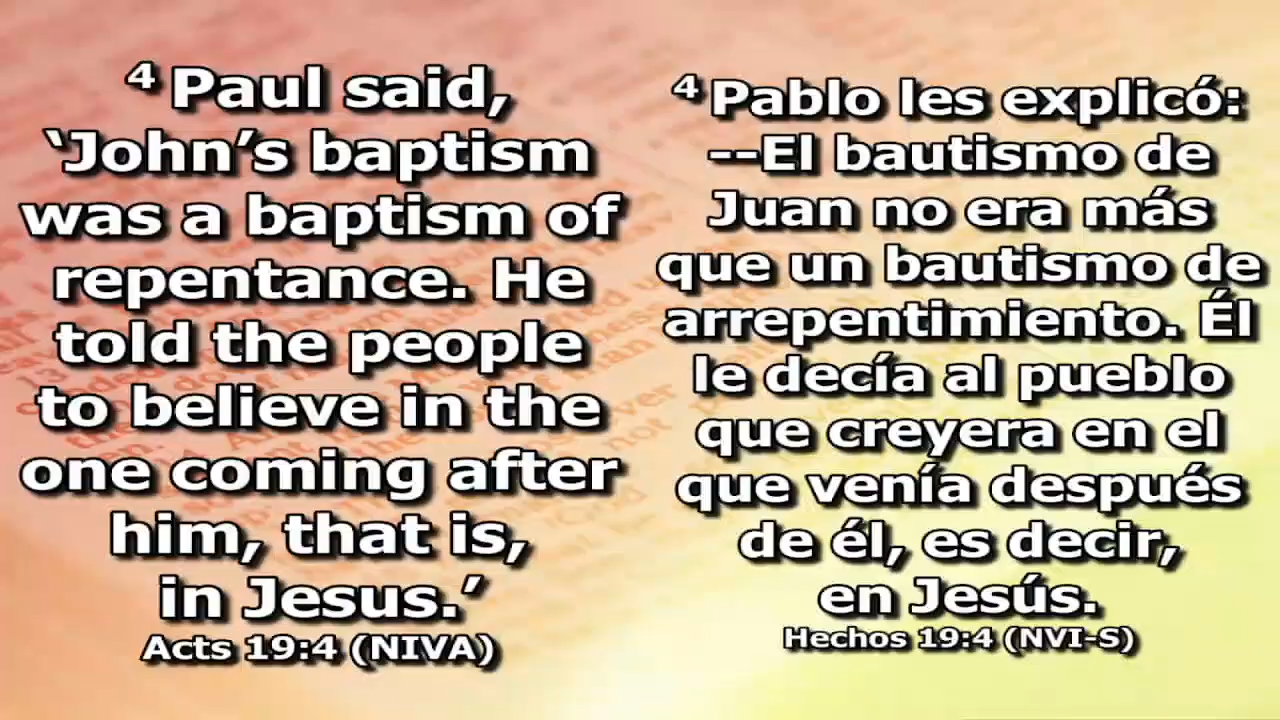 4 Paul said,
‘John’s baptism
was a baptism of
repentance. He
told the people
to believe in the
one coming after
him, that is,
in Jesus.’
Acts 19:4 (NIVA)
4 Pablo les explicó:
--El bautismo de
Juan no era más
que un bautismo de
arrepentimiento. Él
le decía al pueblo
que creyera en el
que venía después
de él, es decir,
en Jesús.
Hechos 19:4 (NVI-S)